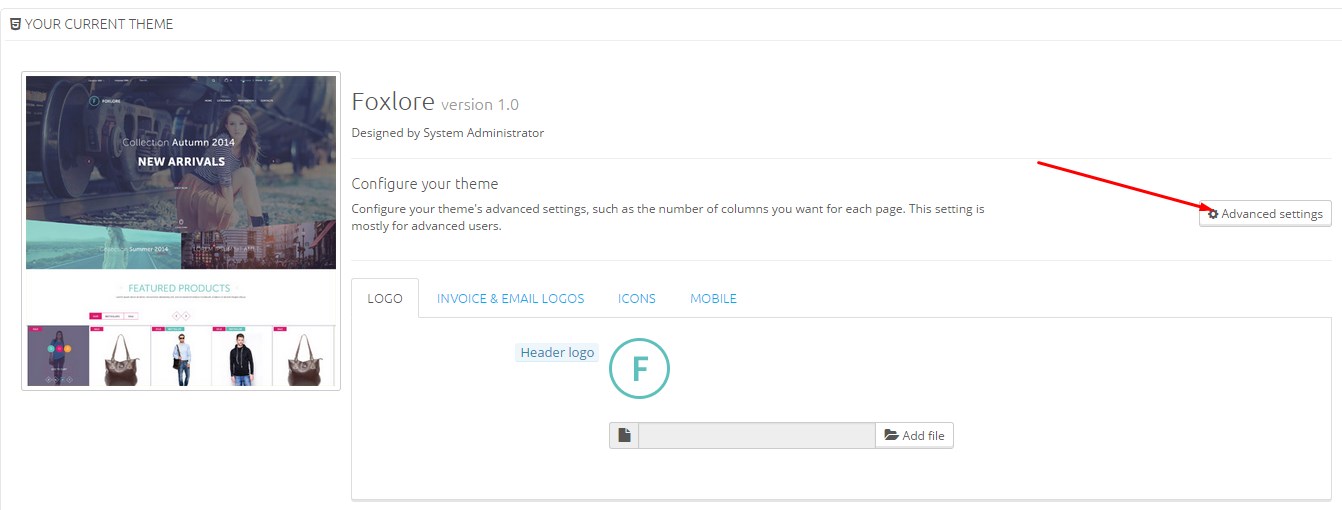 YOUR CURRENT THEME
F FOXLORE
Collection Autumn 2014
NEW ARRIVALS
Collection Summer 2014
FEATURED PRODUCTS
Foxlore version 1.0
Designed by System Administrator
Configure your theme
Configure your theme's advanced settings, such as the number of columns you want for each page. This setting is
mostly for advanced users.
Advanced settings
LOGO INVOICE & EMAIL LOGOS ICONS MOBILE
Header logo
F
Add file